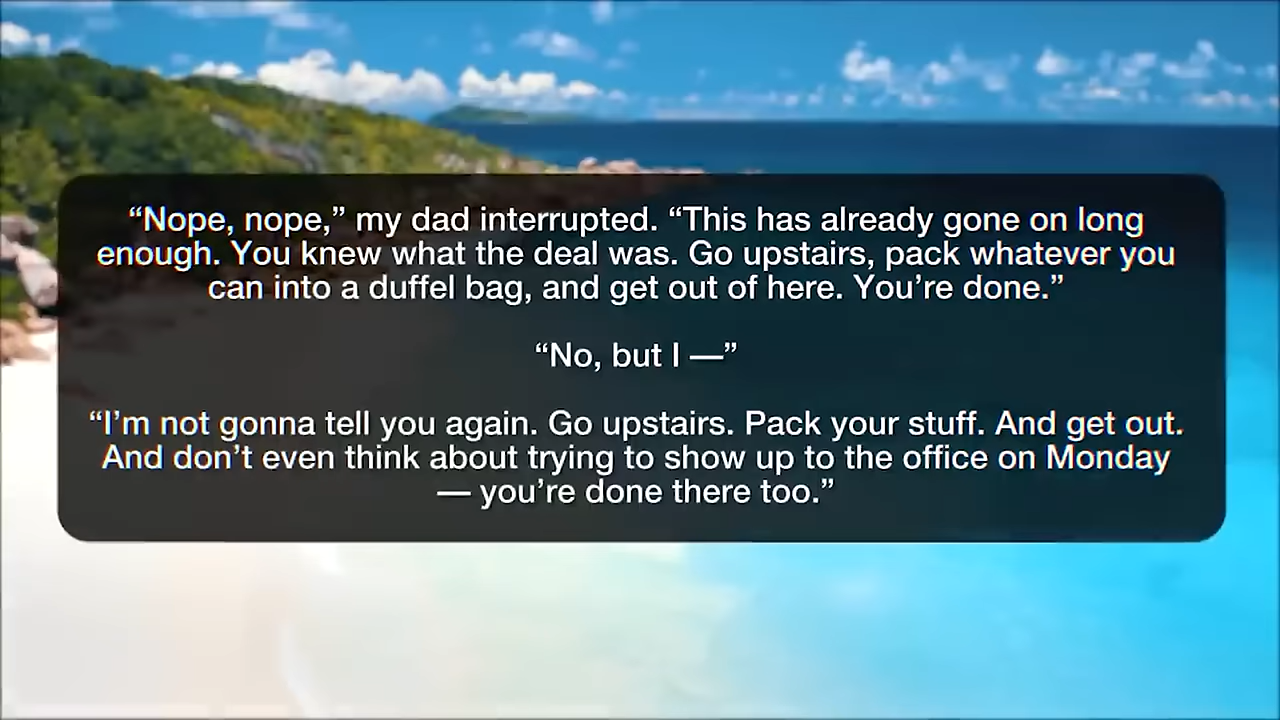 “Nope, nope,” my dad interrupted. “This has already gone on long
enough. You knew what the deal was. Go upstairs, pack whatever you
can into a duffel bag, and get out of here. You’re done.”
“No, but I —”
“I’m not gonna tell you again. Go upstairs. Pack your stuff. And get out.
And don’t even think about trying to show up to the office on Monday
— you’re done there too.”